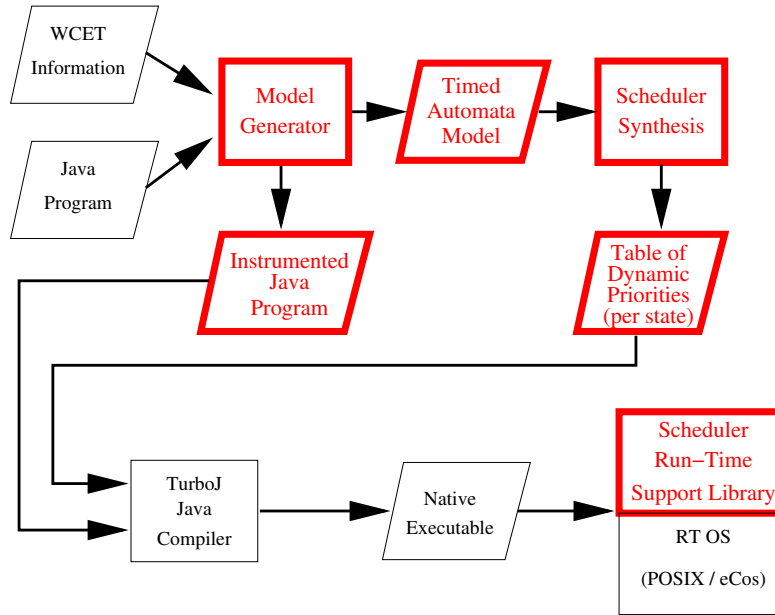 WCET
Information
Model
Generator
Timed
Automata
Model
Scheduler
Synthesis
Java
Program
Instrumented
Java
Program
Table of
Dynamic
Priorities
(per state)
TurboJ
Java
Compiler
Native
Executable
Scheduler
Run−Time
Support Library
RT OS
(POSIX / eCos)